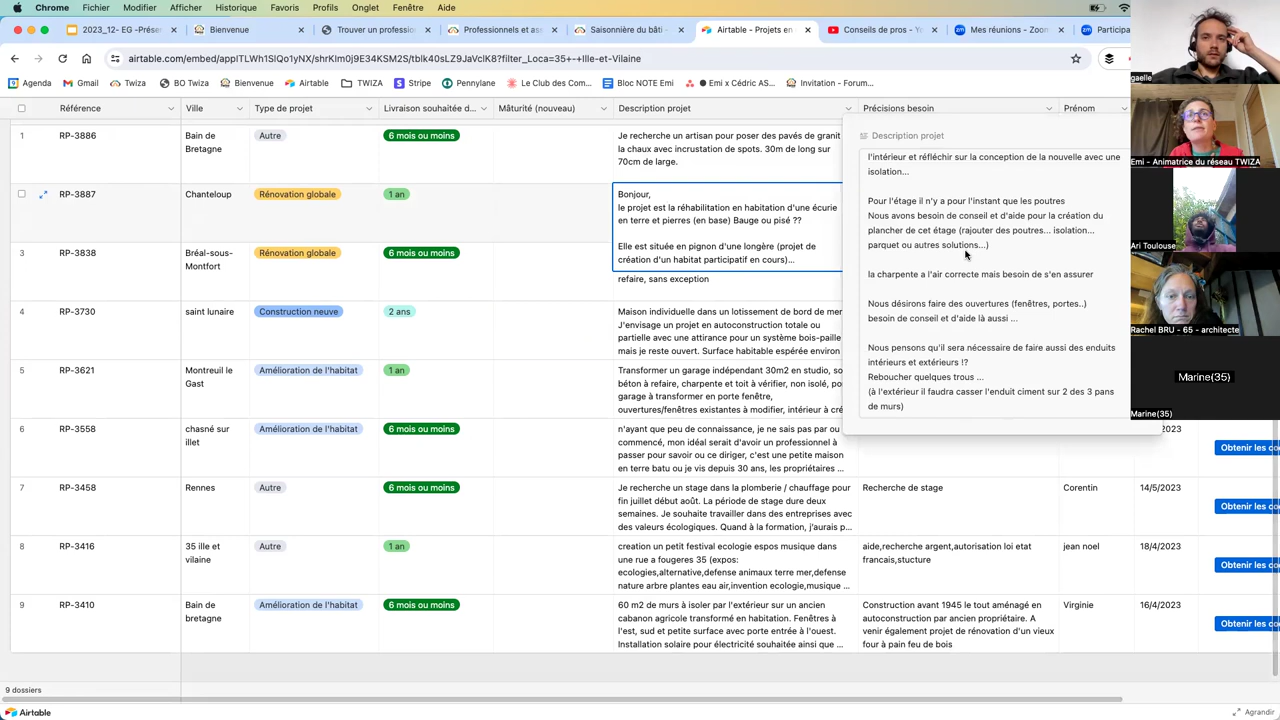 Chrome Fichier Modifier Afficher Historique Favoris Profils Onglet Fenêtre Aide
2023_12- EG -Prése Bienvenue Trouver un profession Professionnels et ass Saisonnière du bâti - Airtable - Projets en Conseils de pros - Yo Mes réunions - Zoom Participa
airtable.com/embed/applTLWh1SlQo1yNX/shrKIm0j9E34KSM2S/tblk40sLZ9JaVclK8?filter_Loca=35+-+Ille-et-Vilaine
Agenda Gmail Twiza BO Twiza Bienvenue Airtable TWIZA Stripe Pennylane Le Club des Com... Bloc NOTE Emi Emi x Cédric AS... Invitation - Forum...
Référence Ville Type de projet Livraison souhaitée d... Mâturité (nouveau) Description projet Précisions besoin Prénom
1 RP-3886 Bain de Bretagne Autre 6 mois ou moins
Je recherche un artisan pour poser des pavés de granit
la chaux avec incrustation de spots. 30m de long sur
70cm de large.
2 RP-3887 Chanteloup Rénovation globale 1 an
Bonjour,
le projet est la réhabilitation en habitation d'une écurie
en terre et pierres (en base) Bauge ou pisé ??
Elle est située en pignon d'une longère (projet de
création d'un habitat participatif en cours)...
3 RP-3838 Bréal-sous-Montfort Rénovation globale 6 mois ou moins
refaire, sans exception
4 RP-3730 saint lunaire Construction neuve 2 ans
Maison individuelle dans un lotissement de bord de mer
J'envisage un projet en autoconstruction totale ou
partielle avec une attirance pour un système bois-paille
mais je reste ouvert. Surface habitable espérée environ
5 RP-3621 Montreuil le Gast Amélioration de l'habitat 1 an
Transformer un garage indépendant 30m2 en studio, so
béton à refaire, charpente et toit à vérifier, non isolé, po
garage à transformer en porte fenêtre,
ouvertures/fenêtres existantes à modifier, intérieur à cré
6 RP-3558 chasné sur illet Amélioration de l'habitat 6 mois ou moins
n'ayant que peu de connaissance, je ne sais pas par ou
commencé, mon idéal serait d'avoir un professionnel à
passer pour savoir ou ce diriger, c'est une petite maison
en terre batu ou je vis depuis 30 ans, les propriétaires ...
2023 Obtenir les co
7 RP-3458 Rennes Autre 6 mois ou moins
Je recherche un stage dans la plomberie / chauffage pour
fin juillet début août. La période de stage dure deux
semaines. Je souhaite travailler dans des entreprises avec
des valeurs écologiques. Quand à la formation, j'aurais p...
Recherche de stage Corentin 14/5/2023 Obtenir les co
8 RP-3416 35 ille et vilaine Autre 1 an
creation un petit festival ecologie espos musique dans
une rue a fougeres 35 (expos:
ecologies,alternative,defense animaux terre mer,defense
nature arbre plantes eau air,invention ecologie,musique ...
aide,recherche argent,autorisation loi etat
francais,stucture
jean noel 18/4/2023 Obtenir les co
9 RP-3410 Bain de bretagne Amélioration de l'habitat 6 mois ou moins
60 m2 de murs à isoler par l'extérieur sur un ancien
cabanon agricole transformé en habitation. Fenêtres à
l'est, sud et petite surface avec porte entrée à l'ouest.
Installation solaire pour électricité souhaitée ainsi que ...
Construction avant 1945 le tout aménagé en
autoconstruction par ancien propriétaire. A
venir également projet de rénovation d'un vieux
four à pain feu de bois
Virginie 16/4/2023 Obtenir les co
Description projet
l'intérieur et réfléchir sur la conception de la nouvelle avec une
isolation...
Pour l'étage il n'y a pour l'instant que les poutres
Nous avons besoin de conseil et d'aide pour la création du
plancher de cet étage (rajouter des poutres... isolation...
parquet ou autres solutions...)
la charpente a l'air correcte mais besoin de s'en assurer
Nous désirons faire des ouvertures (fenêtres, portes..)
besoin de conseil et d'aide là aussi ...
Nous pensons qu'il sera nécessaire de faire aussi des enduits
intérieurs et extérieurs !?
Reboucher quelques trous ...
(à l'extérieur il faudra casser l'enduit ciment sur 2 des 3 pans
de murs)
gaelle
Emi - Animatrice du réseau TWIZA
Ari Toulouse
Rachel BRU - 65 - architecte
Marine(35)
Marine(35)
9 dossiers
Airtable
Agrandir